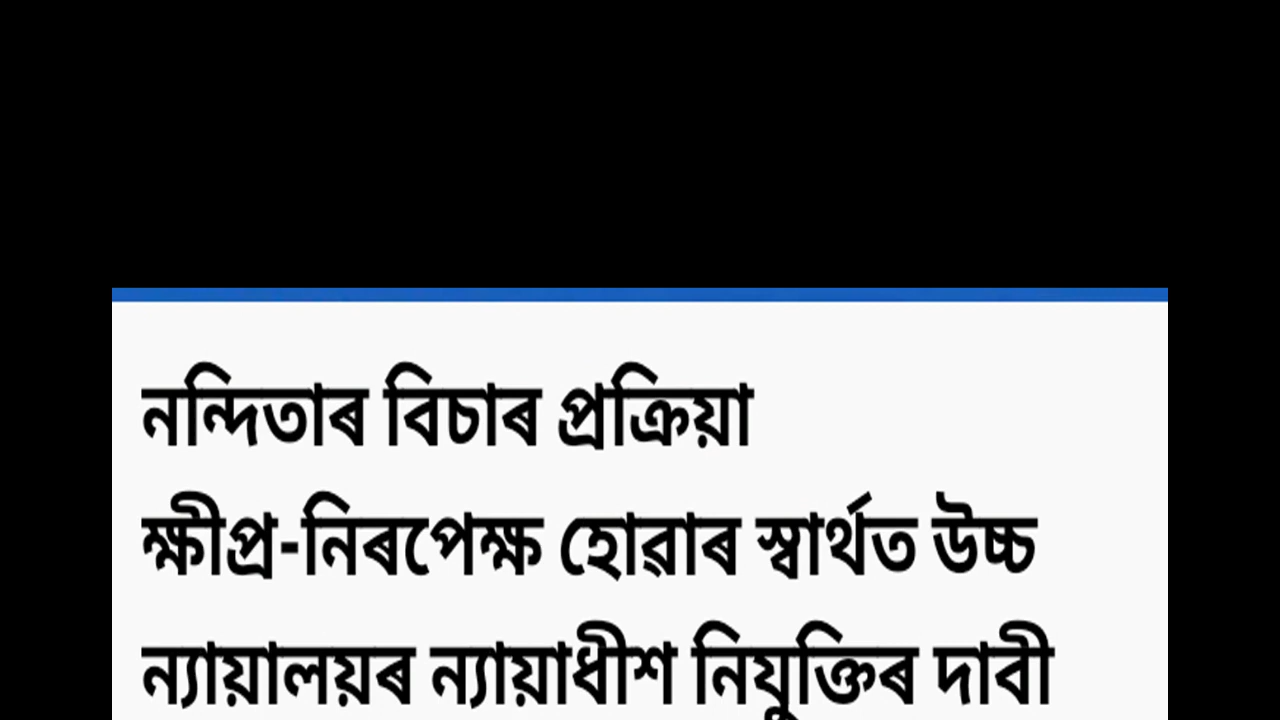 নন্দিতাৰ বিচাৰ প্ৰক্ৰিয়া
ক্ষীপ্ৰ-নিৰপেক্ষ হোৱাৰ স্বাৰ্থত উচ্চ
ন্যায়ালয়ৰ ন্যায়াধীশ নিযুক্তিৰ দাবী